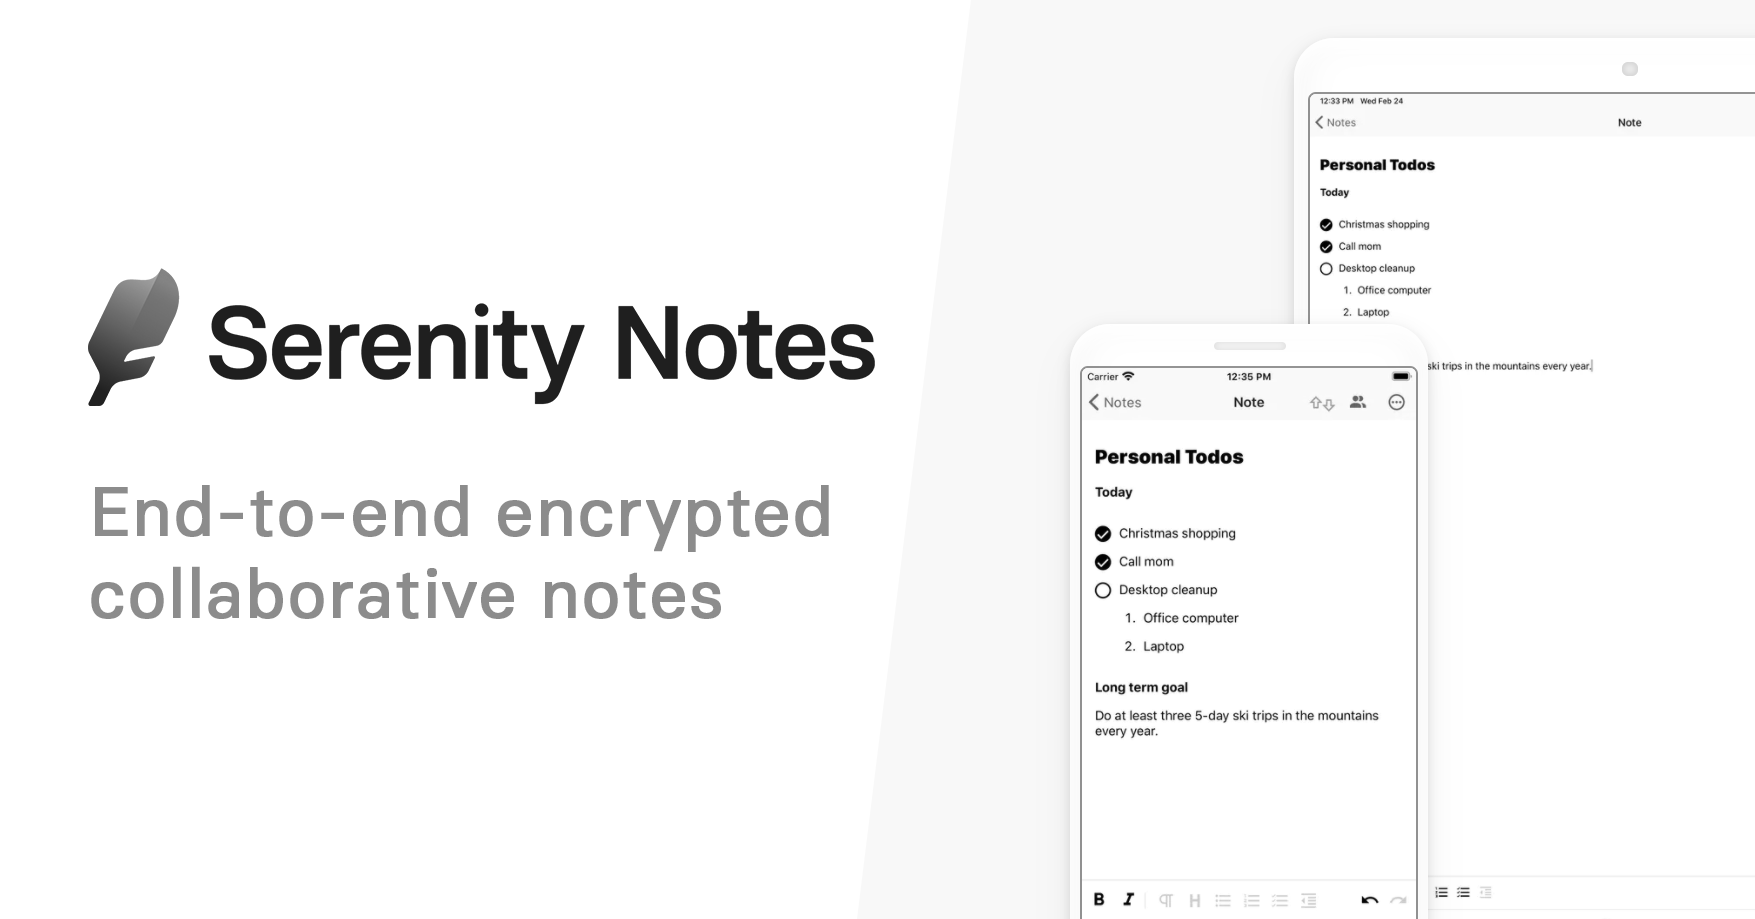 Serenity Notes
End-to-end encrypted
collaborative notes
12:33 PM Wed Feb 24
Notes
Note
Personal Todos
Today
Christmas shopping
Call mom
Desktop cleanup
1. Office computer
2. Laptop
ski trips in the mountains every year.
Carrier
12:35 PM
Notes
Note
Personal Todos
Today
Christmas shopping
Call mom
Desktop cleanup
1. Office computer
2. Laptop
Long term goal
Do at least three 5-day ski trips in the mountains
every year.
B I H